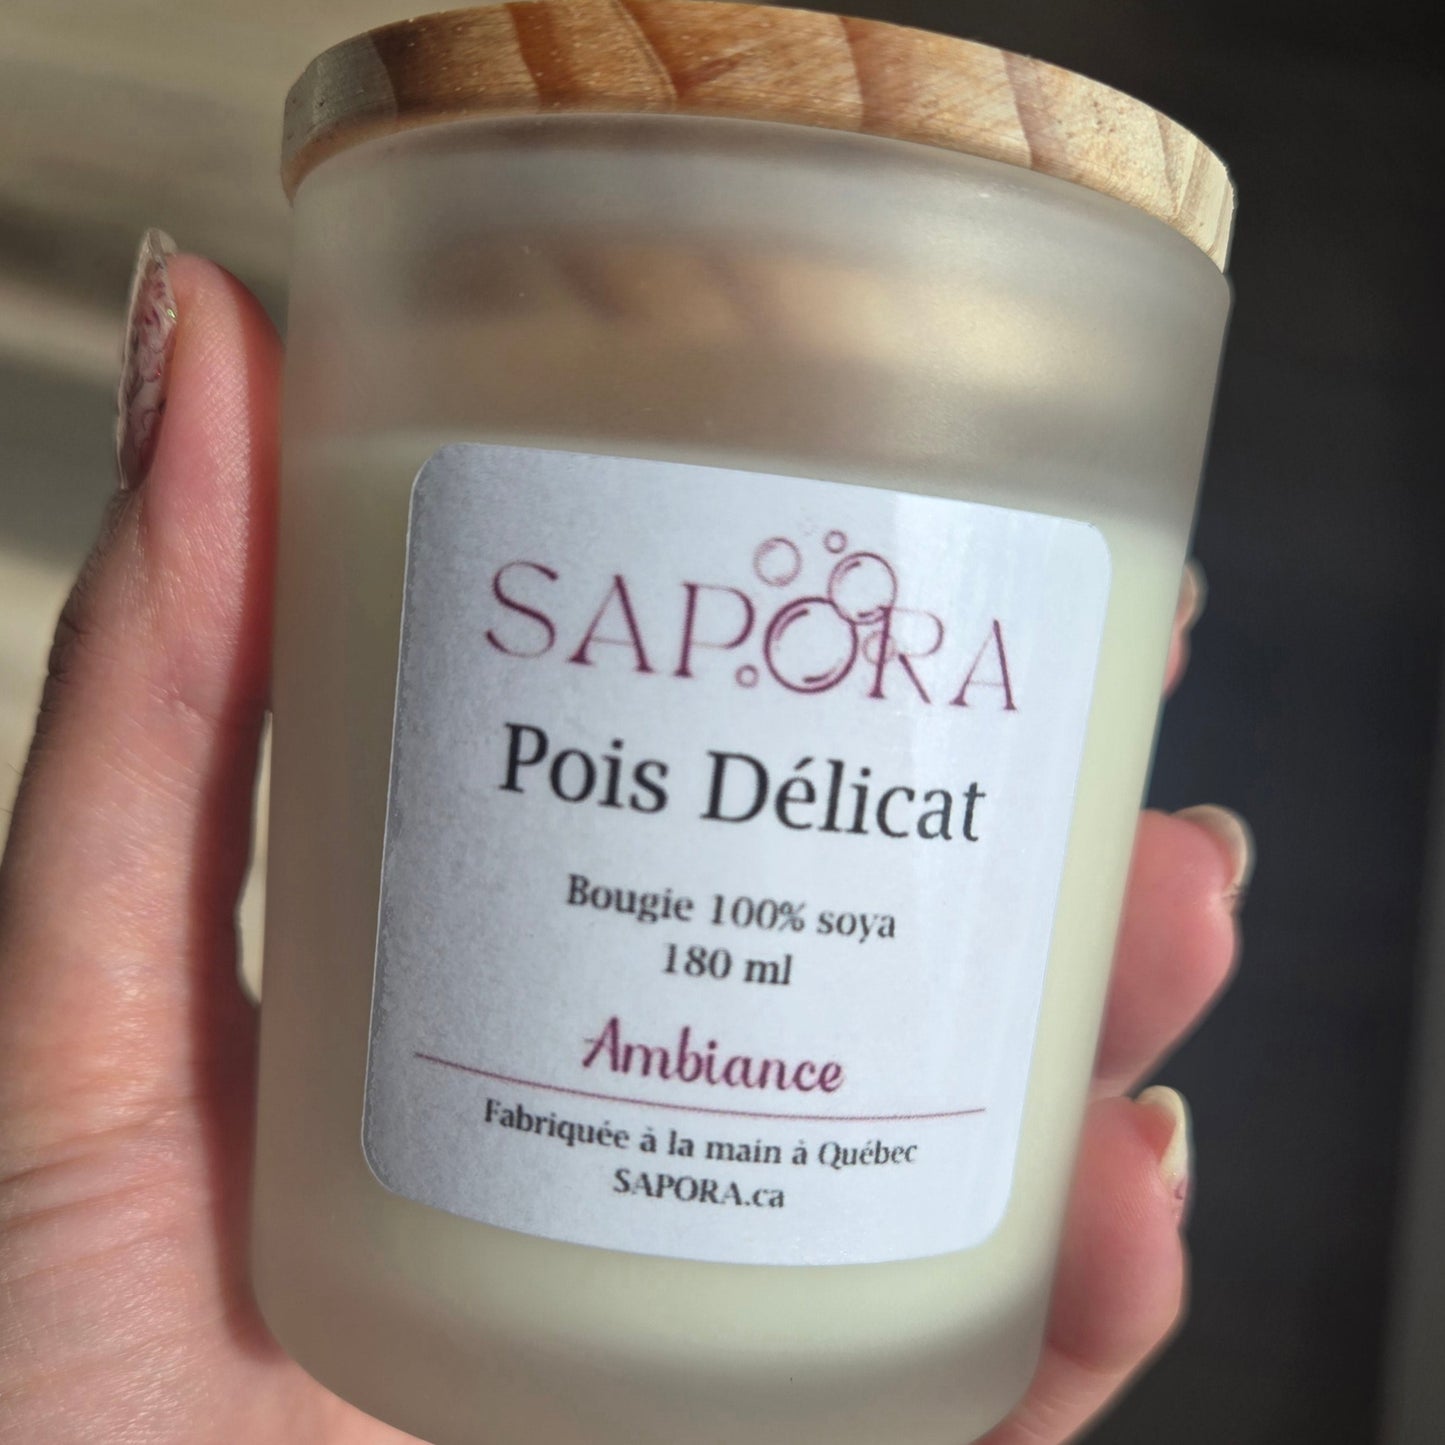 SAPORA
Pois Délicat
Bougie 100% soya
180 ml
Ambiance
Fabriquée à la main à Québec
SAPORA.ca